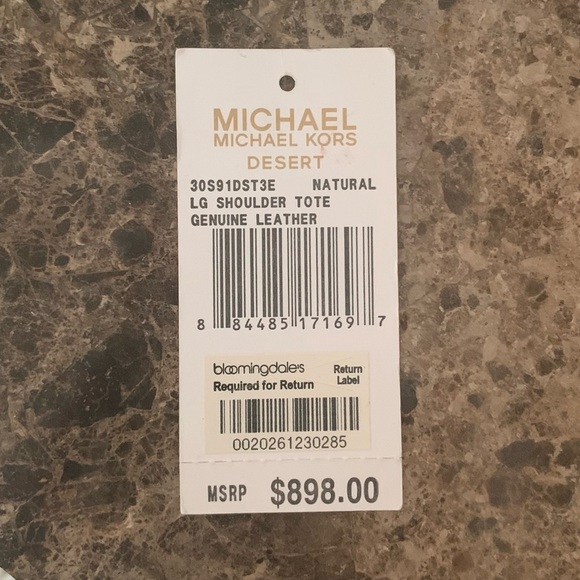 MICHAEL
MICHAEL KORS
DESERT
30S91DST3E NATURAL
LG SHOULDER TOTE
GENUINE LEATHER
8 84485 17169 7
bloomingdale's Return
Required for Return Label
0020261230285
MSRP $898.00